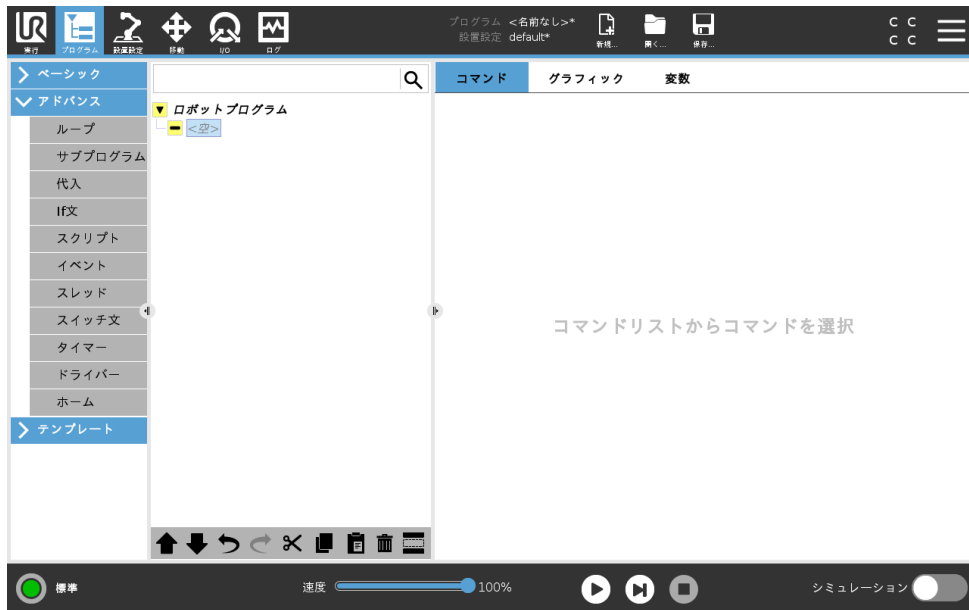 UR
実行
プログラム
設置設定
移動
I/O
ログ
プログラム <名前なし>*
設置設定 default*
新規...
開く...
保存...
C C
C C
ベーシック
アドバンス
ループ
サブプログラム
代入
If文
スクリプト
イベント
スレッド
スイッチ文
タイマー
ドライバー
ホーム
テンプレート
ロボットプログラム
<空>
コマンド グラフィック 変数
コマンドリストからコマンドを選択
標準
速度 100%
シミュレーション